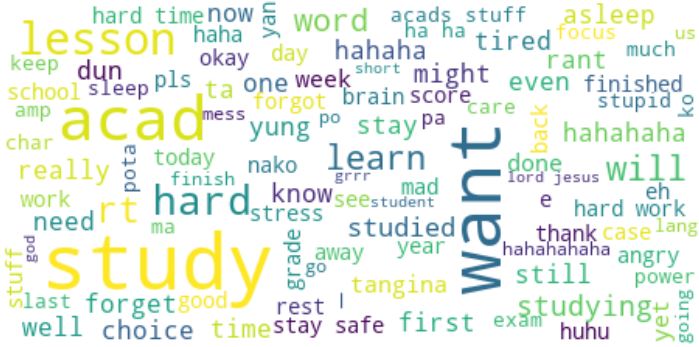 hard time now yan word acads stuff asleep
lesson haha okay day hahaha ha ha tired focus us
keep dun pls one week short might rant much
school sleep ta forgot brain score even finished
amp acad mess yung po stay pa care stupid ko
char back hahahaha
really pota today nako learn want done will
finish grrr lord jesus
work rt hard know see mad student e eh
need ma stress studied hard work
god study grade away year thank case lang
stuff go hahahahaha angry
tangina still power
last forget good rest l studying yet going
well choice time stay safe first exam huhu